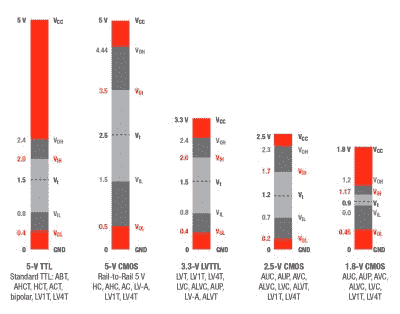 5 V VCC
2.4 VOH
2.0 VIH
1.5 Vt
0.8 VIL
0.4 VOL
0 GND
5-V TTL
Standard TTL: ABT,
AHCT, HCT, ACT,
bipolar, LV1T, LV4T
5 V VCC
4.44 VOH
3.5 VIH
2.5 Vt
1.5 VIL
0.5 VOL
0 GND
5-V CMOS
Rail-to-Rail 5 V
HC, AHC, AC, LV-A,
LV1T, LV4T
3.3 V VCC
2.4 VOH
2.0 VIH
1.5 Vt
0.8 VIL
0.4 VOL
0 GND
3.3-V LVTTL
LVT, LV1T, LV4T,
LVC, ALVC, AUP,
LV-A, ALVT
2.5 V VCC
2.3 VOH
1.7 VIH
1.2 Vt
0.7 VIL
0.2 VOL
0 GND
2.5-V CMOS
AUC, AUP, AVC,
ALVC, LVC, ALVT,
LV1T, LV4T
1.8 V VCC
1.2 VOH
1.17 VIH
0.9 Vt
VIL
0.45 VOL
0 GND
1.8-V CMOS
AUC, AUP, AVC,
ALVC, LVC,
LV1T, LV4T